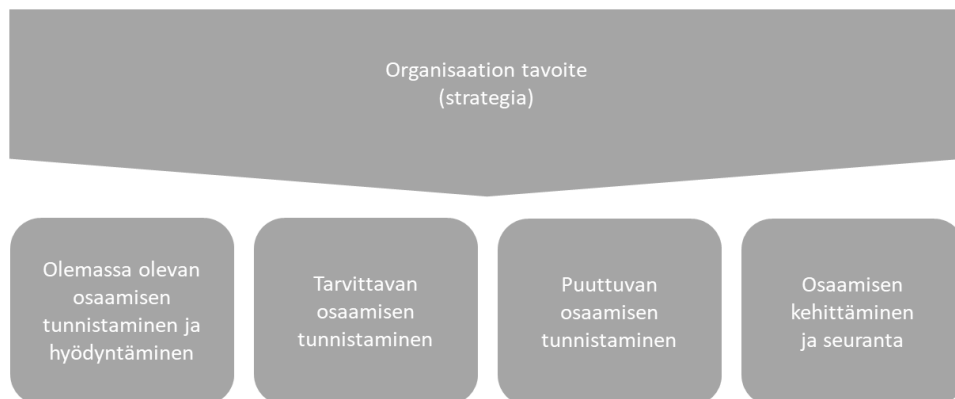 Organisaation tavoite
(strategia)
Olemassa olevan
osaamisen
tunnistaminen ja
hyödyntäminen
Tarvittavan
osaamisen
tunnistaminen
Puuttuvan
osaamisen
tunnistaminen
Osaamisen
kehittäminen
ja seuranta